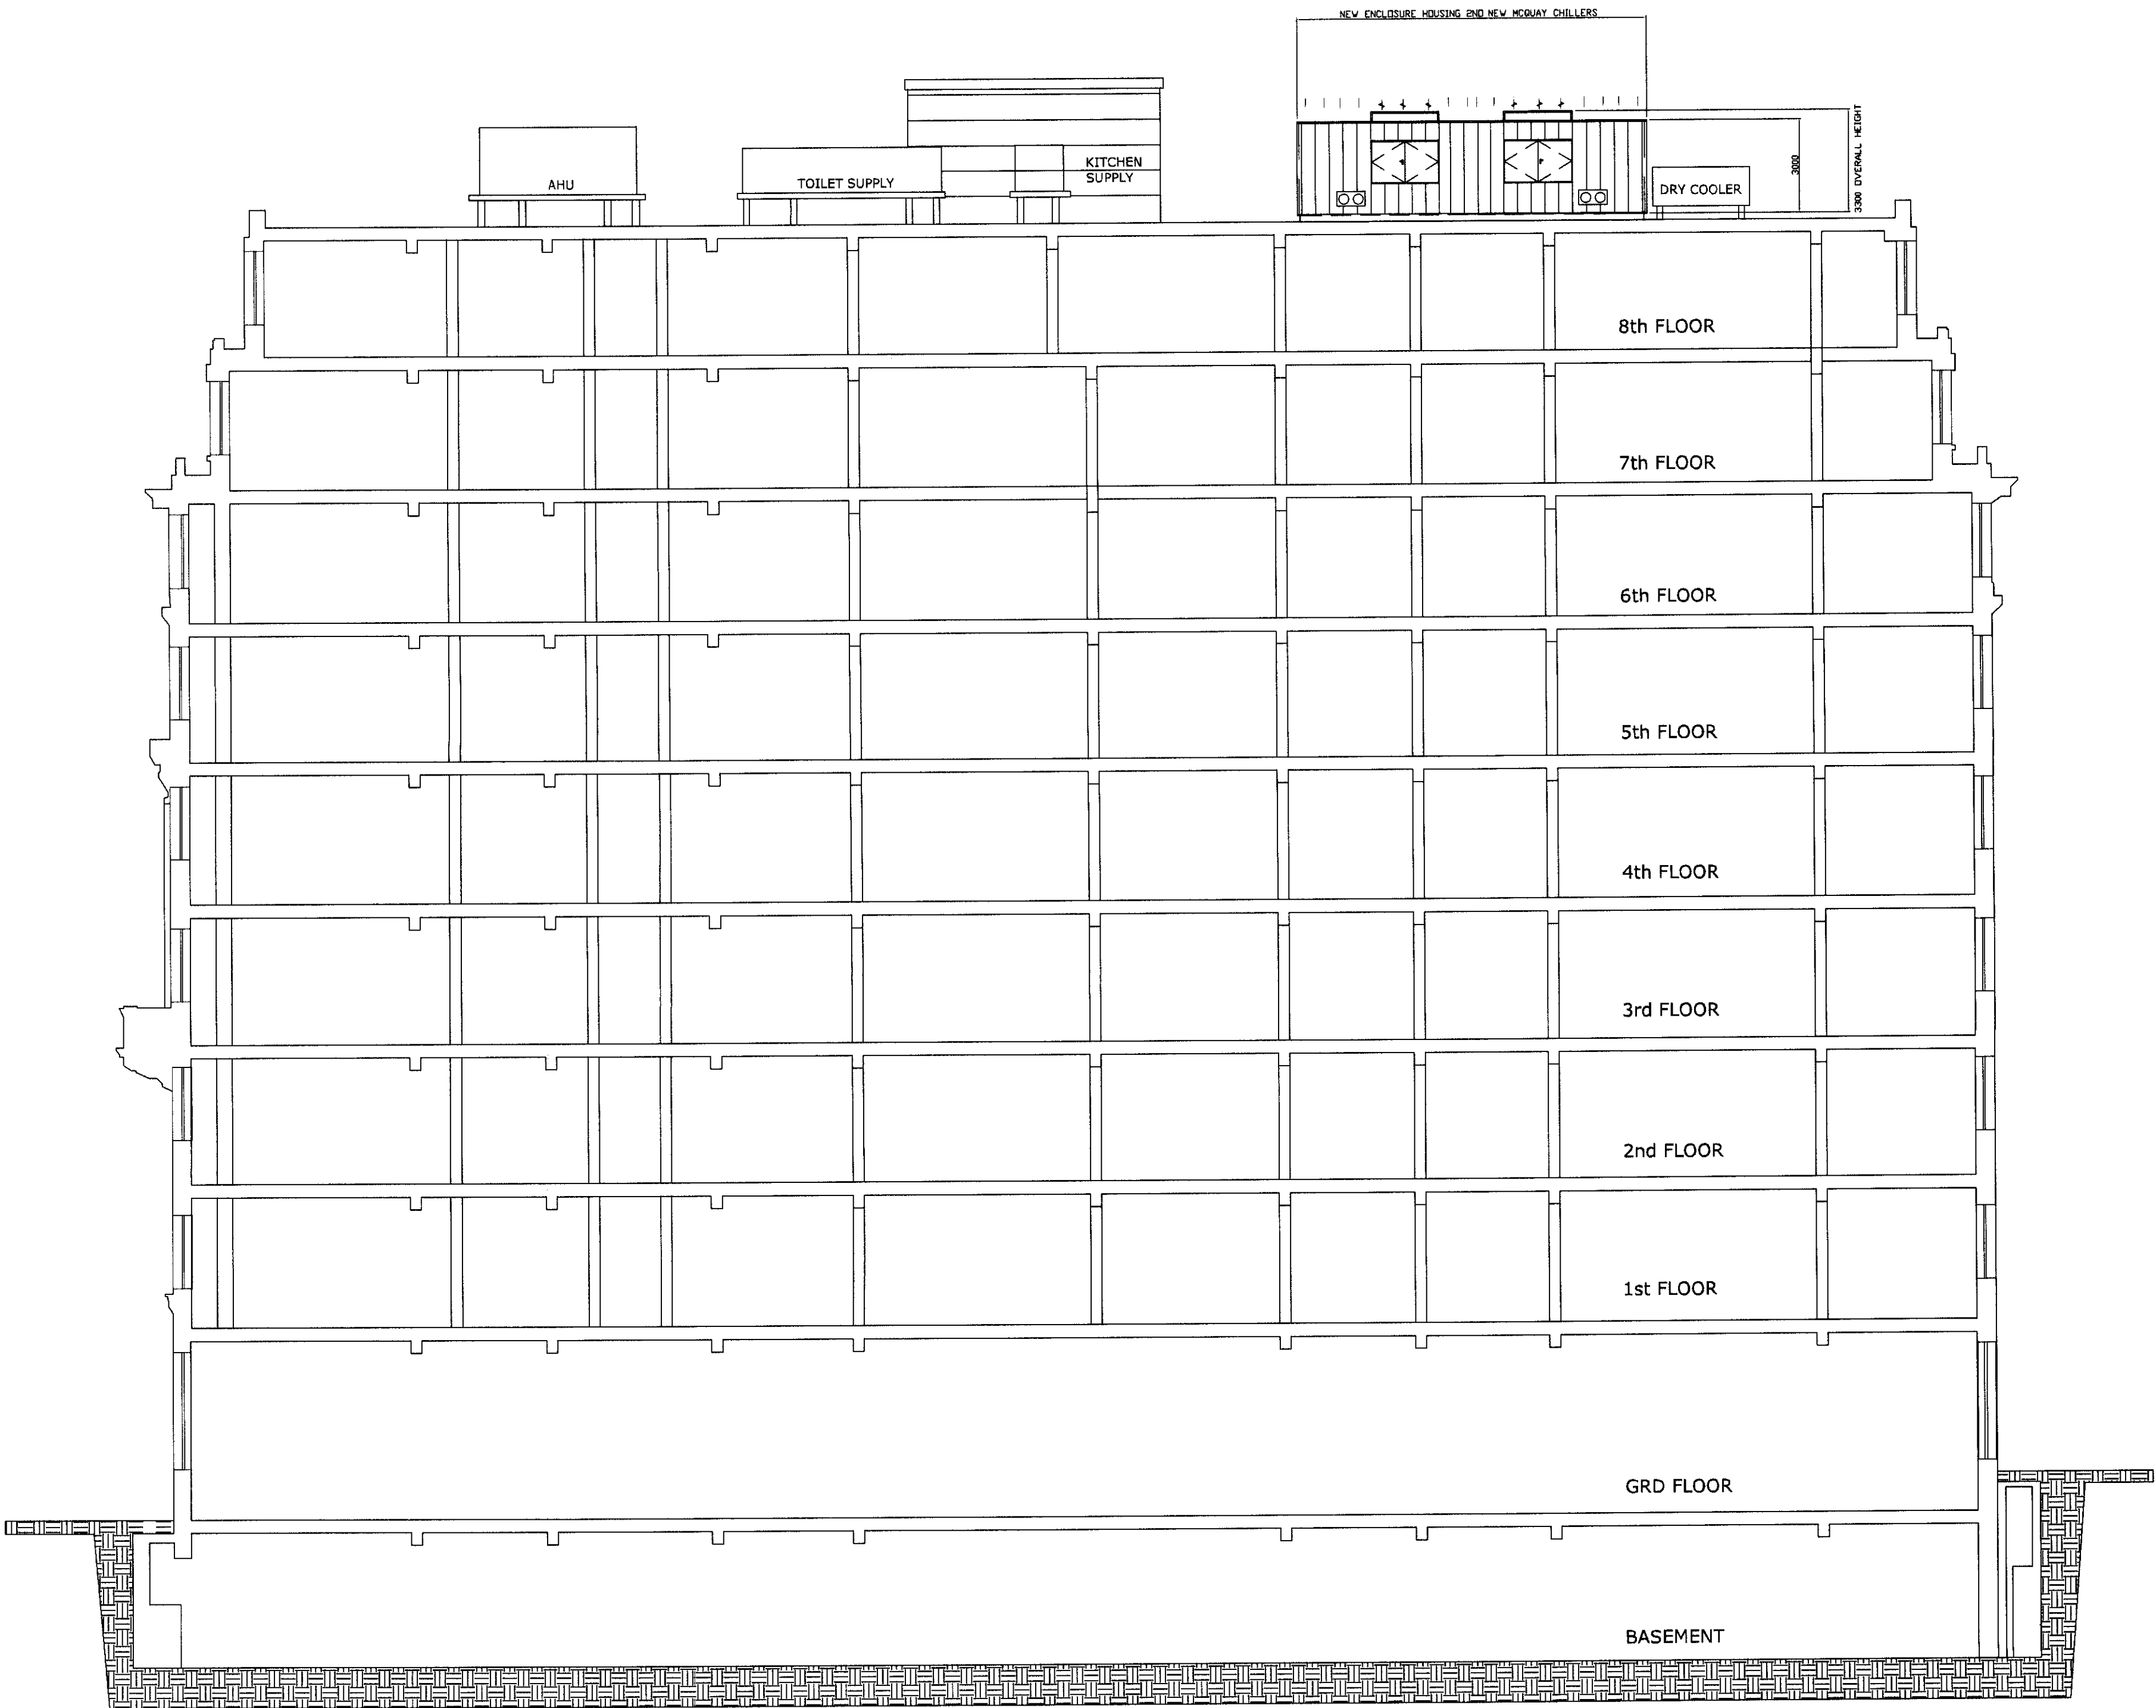 NEW ENCLOSURE HOUSING 2NO NEW MCQUAY CHILLERS
AHU
TOILET SUPPLY
KITCHEN
SUPPLY
DRY COOLER
3000
3300 OVERALL HEIGHT
8th FLOOR
7th FLOOR
6th FLOOR
5th FLOOR
4th FLOOR
3rd FLOOR
2nd FLOOR
1st FLOOR
GRD FLOOR
BASEMENT